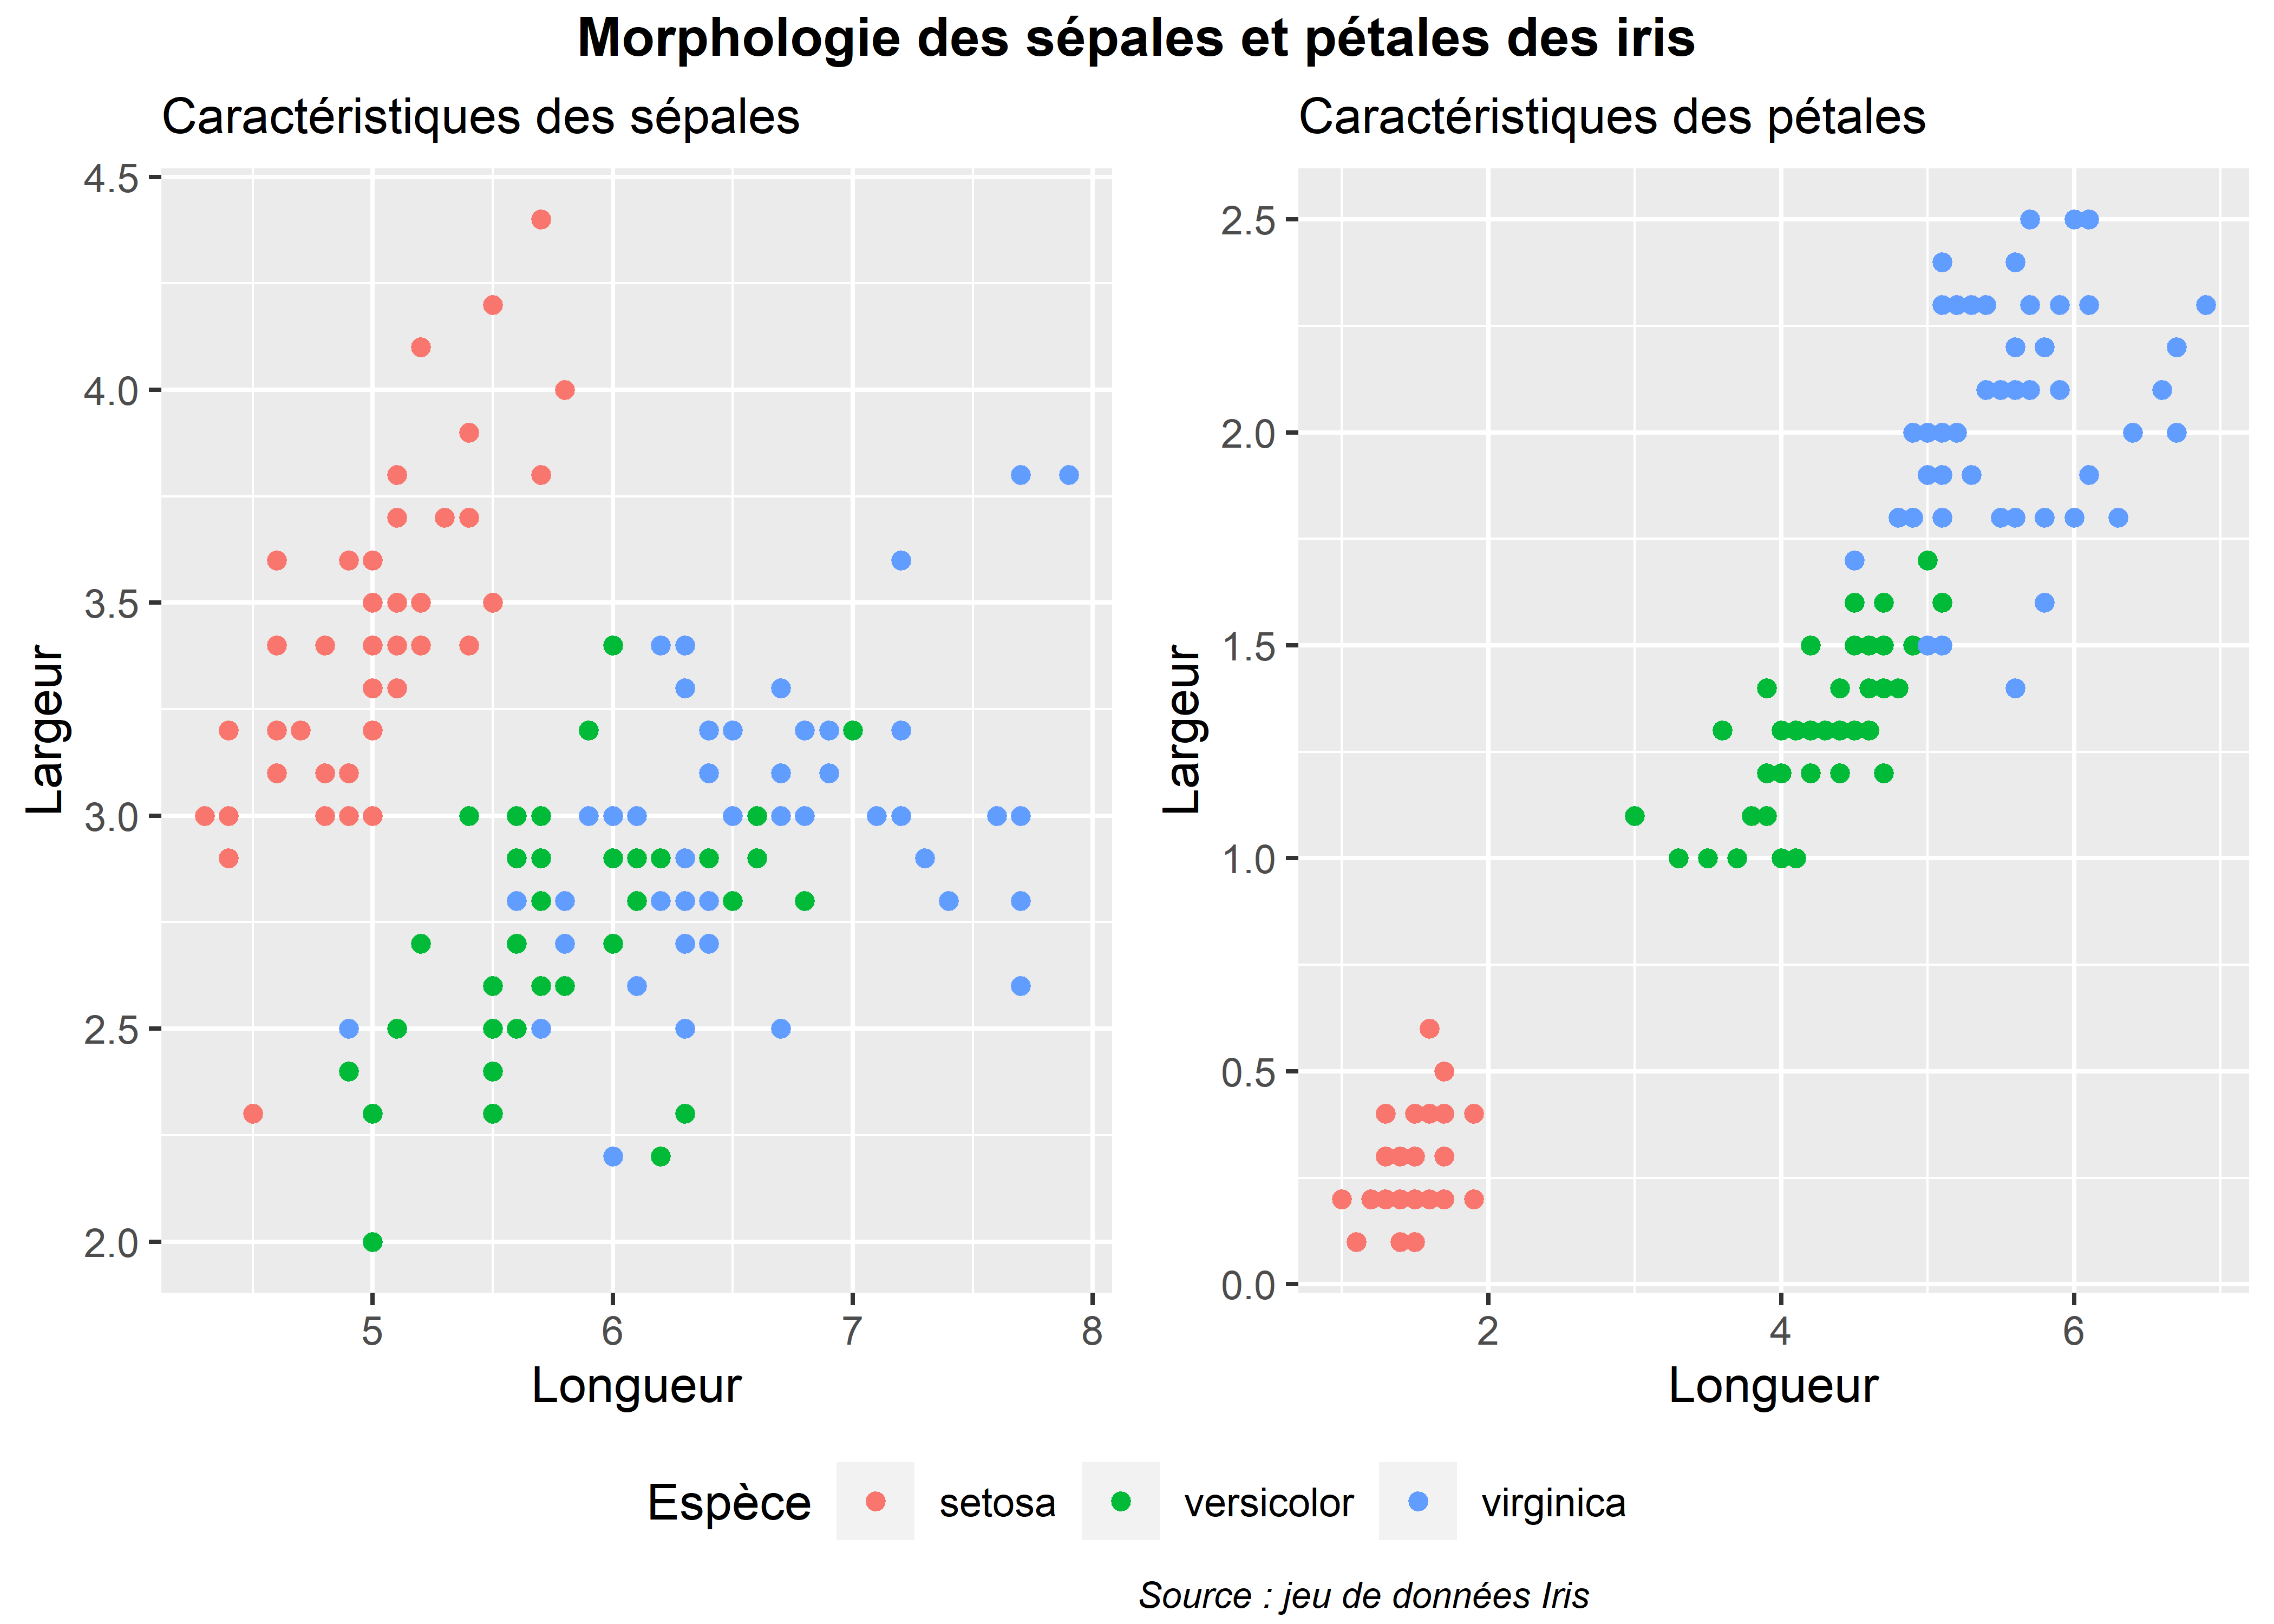 Morphologie des sépales et pétales des iris
Caractéristiques des sépales
Largeur
4.5
4.0
3.5
3.0
2.5
2.0
5 6 7 8
Longueur
Caractéristiques des pétales
Largeur
2.5
2.0
1.5
1.0
0.5
0.0
2 4 6
Longueur
Espèce setosa versicolor virginica
Source : jeu de données Iris